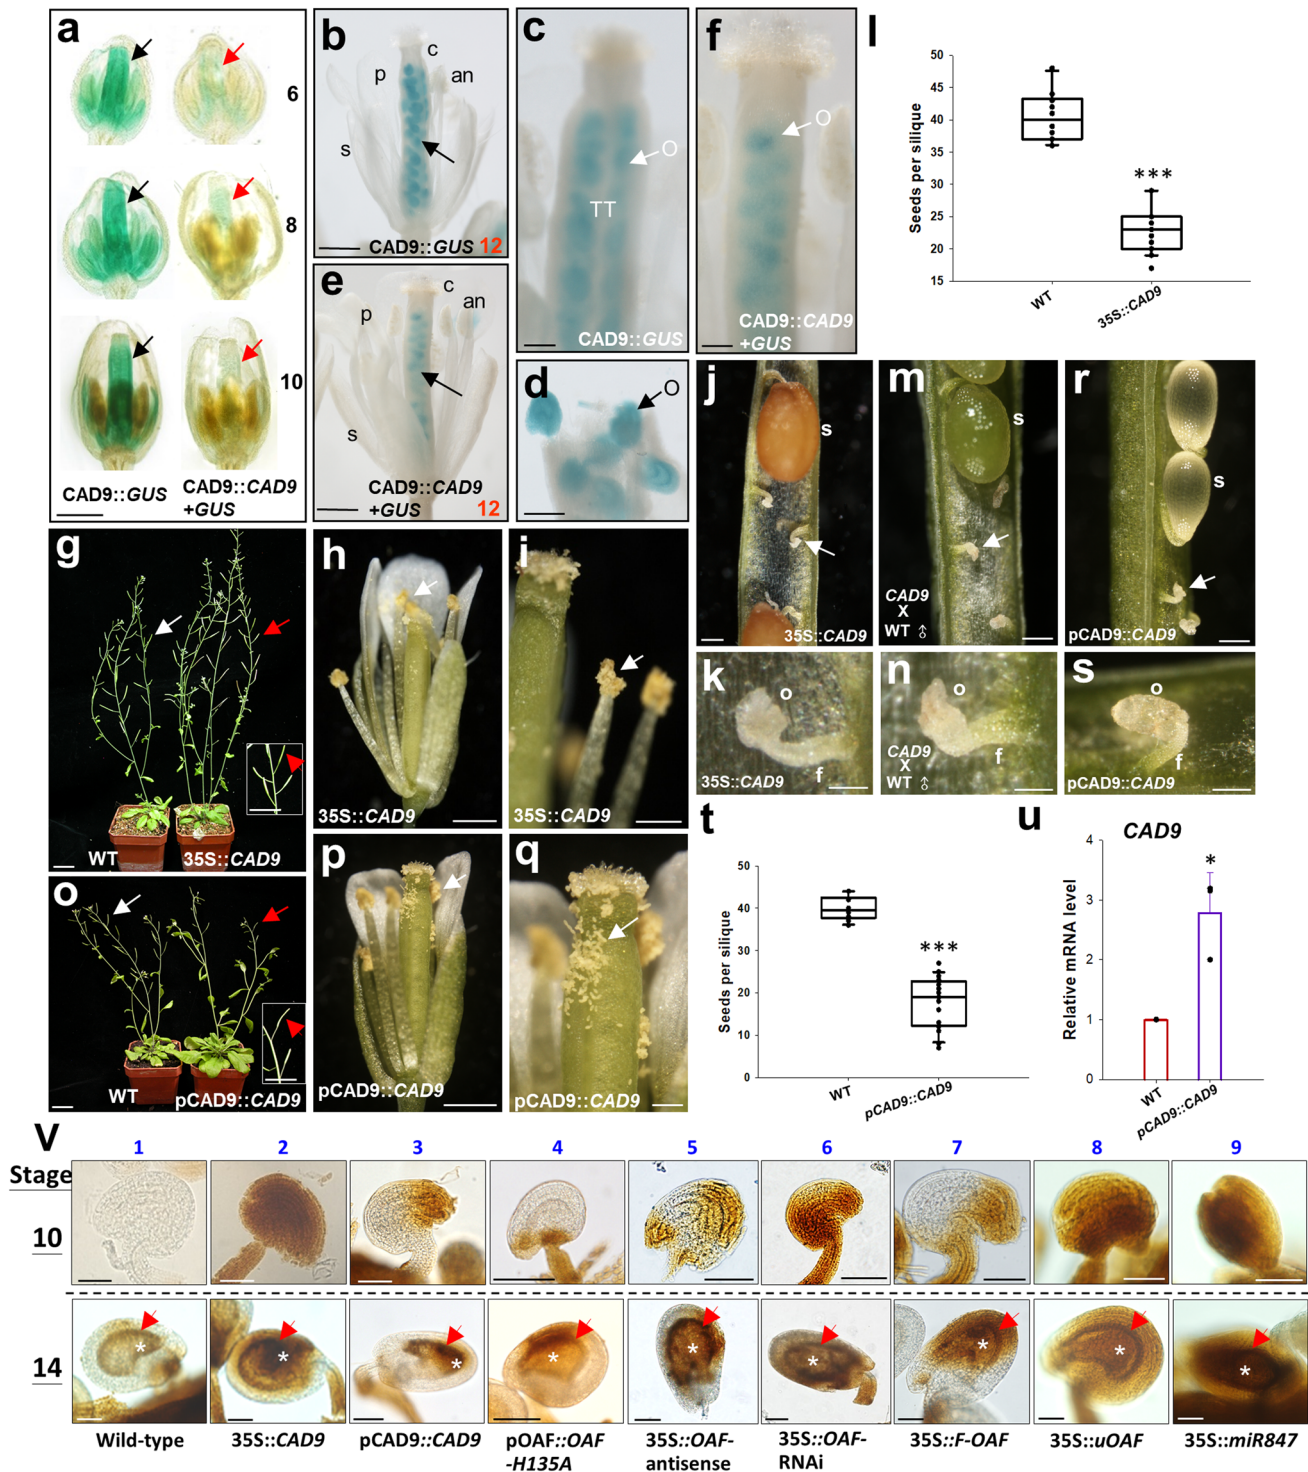 a
6
8
10
CAD9::GUS
CAD9::CAD9
+GUS
b
c
p
an
s
CAD9::GUS 12
e
c
p
an
s
CAD9::CAD9
+GUS 12
c
O
TT
CAD9::GUS
d
O
f
O
CAD9::CAD9
+GUS
l
Seeds per silique
50
45
40
35
30
25
20
15
***
WT
35S::CAD9
g
WT
35S::CAD9
h
35S::CAD9
i
35S::CAD9
j
s
35S::CAD9
m
s
CAD9
X
WT ♂
r
s
pCAD9::CAD9
k
o
f
35S::CAD9
n
o
f
CAD9
X
WT ♂
s
o
f
pCAD9::CAD9
o
WT
pCAD9::CAD9
p
pCAD9::CAD9
q
pCAD9::CAD9
t
Seeds per silique
50
40
30
20
10
0
***
WT
pCAD9::CAD9
u
CAD9
Relative mRNA level
4
3
2
1
0
*
WT
pCAD9::CAD9
V
1 2 3 4 5 6 7 8 9
Stage
10
14
* * * * * * * * *
Wild-type
35S::CAD9
pCAD9::CAD9
pOAF::OAF
-H135A
35S::OAF-
antisense
35S::OAF-
RNAi
35S::F-OAF
35S::uOAF
35S::miR847